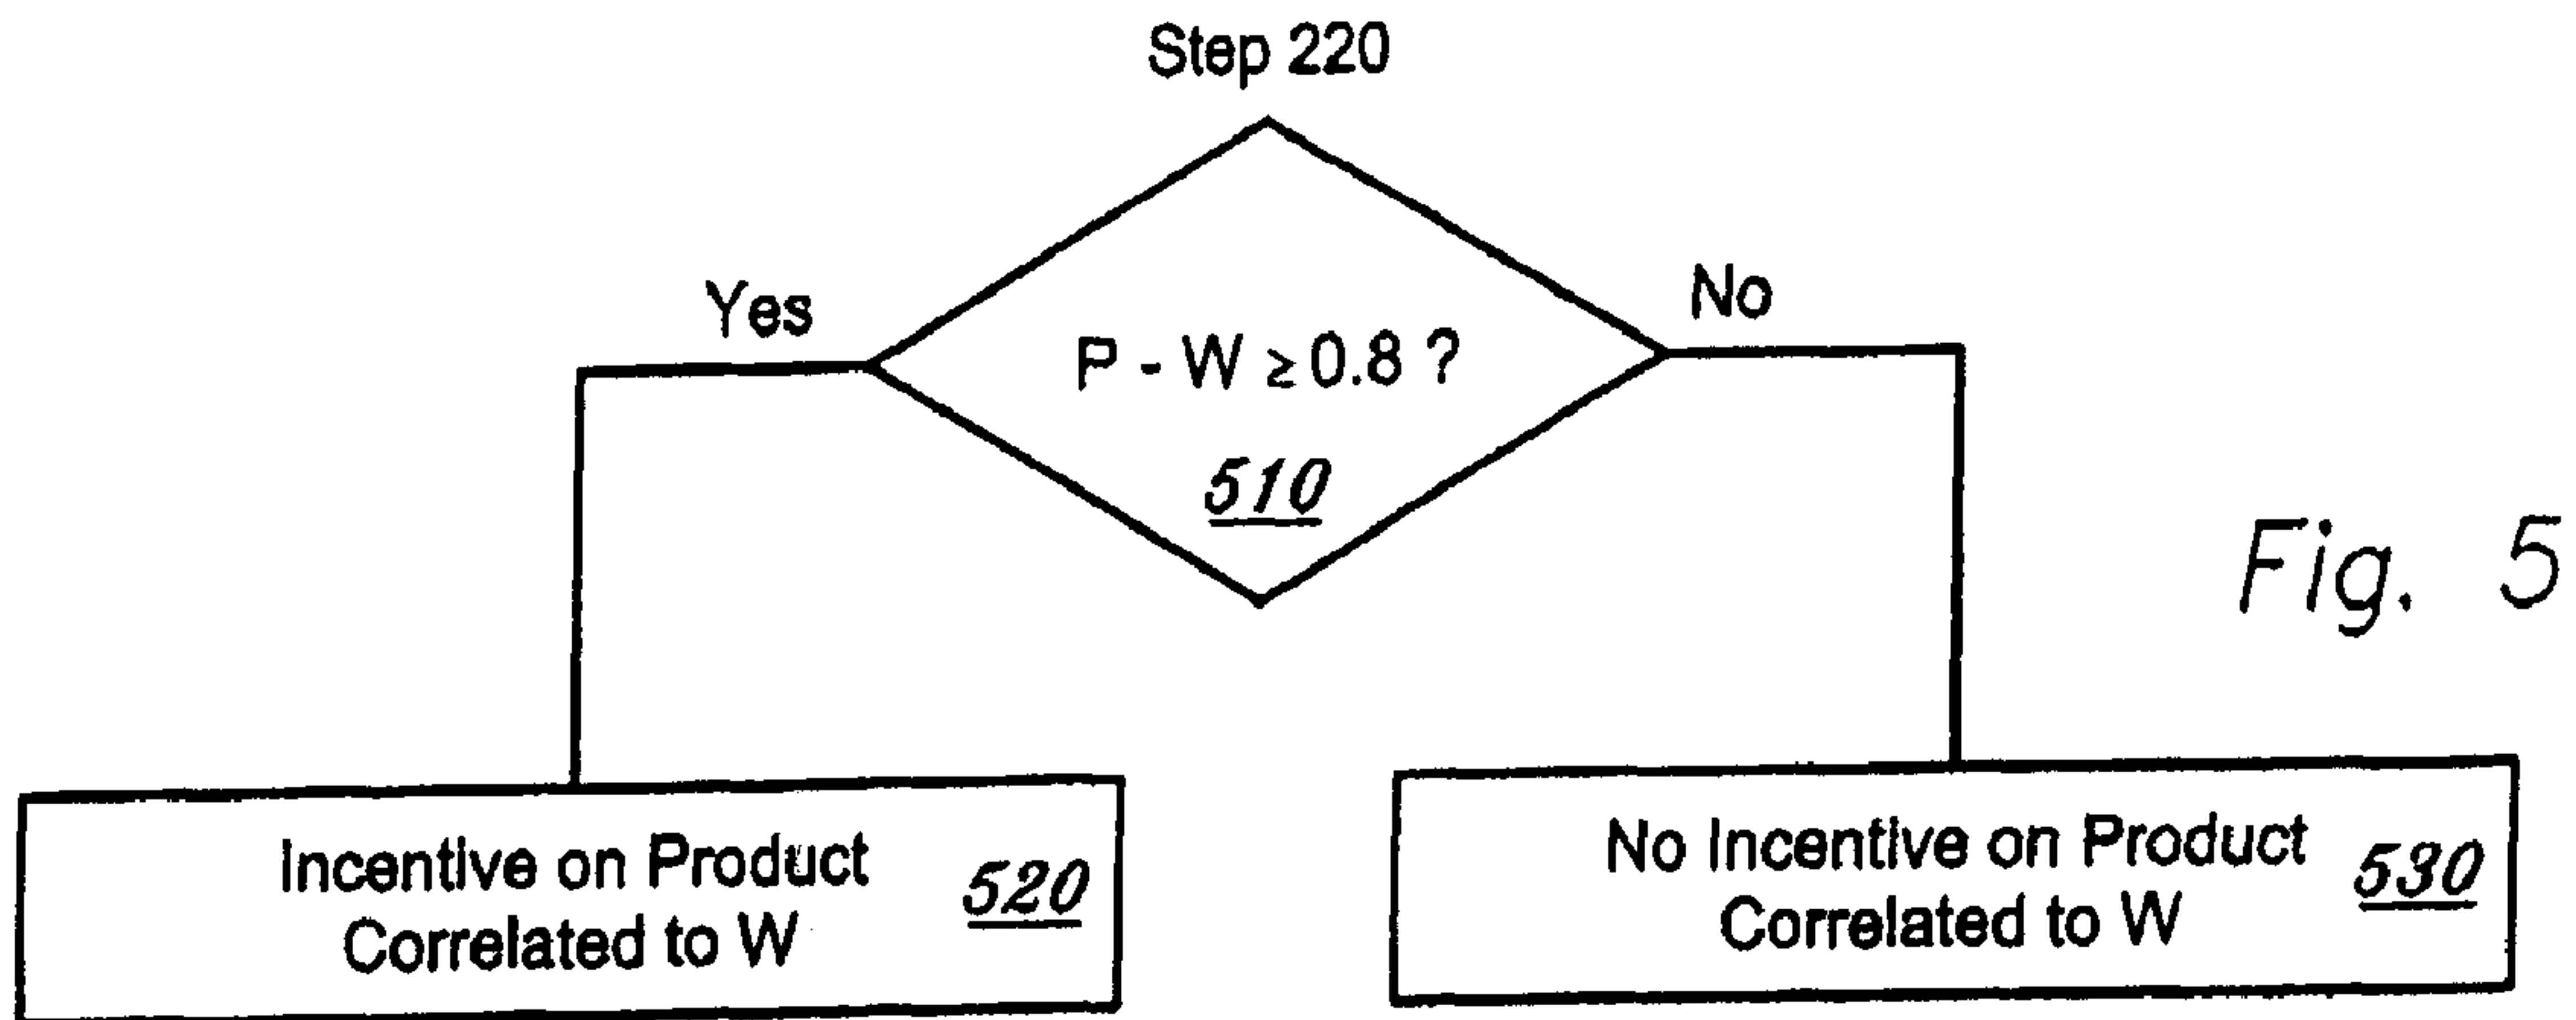 Step 220
Yes
No
P - W ≥ 0.8 ?
510
Fig. 5
Incentive on Product
Correlated to W
520
No Incentive on Product
Correlated to W
530